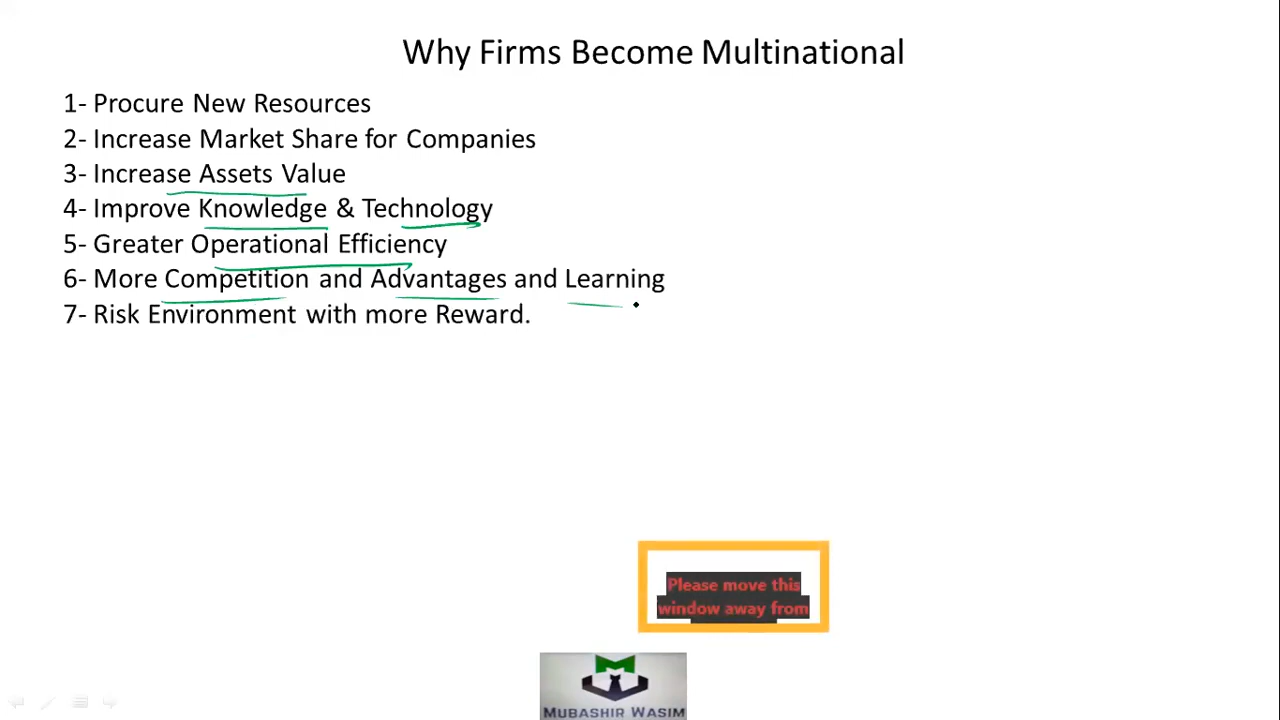 Why Firms Become Multinational
1- Procure New Resources
2- Increase Market Share for Companies
3- Increase Assets Value
4- Improve Knowledge & Technology
5- Greater Operational Efficiency
6- More Competition and Advantages and Learning
7- Risk Environment with more Reward.
Please move this
window away from
MUBASHIR WASIM